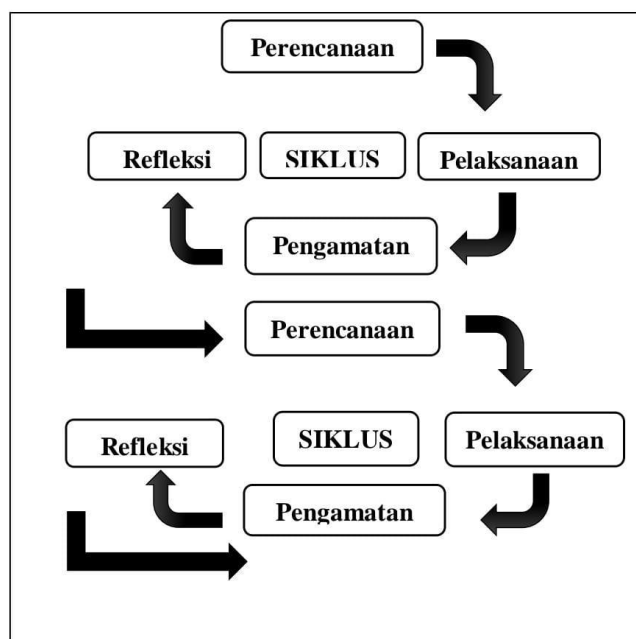 Perencanaan
Refleksi
SIKLUS
Pelaksanaan
Pengamatan
Perencanaan
Refleksi
SIKLUS
Pelaksanaan
Pengamatan